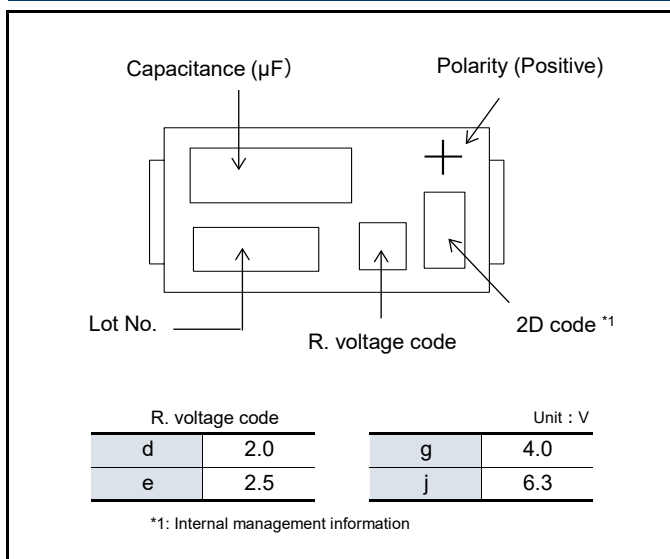 Capacitance (μF） Polarity (Positive)
+
Lot No. R. voltage code 2D code *1
R. voltage code Unit：V
d 2.0 g 4.0
e 2.5 j 6.3
*1: Internal management information